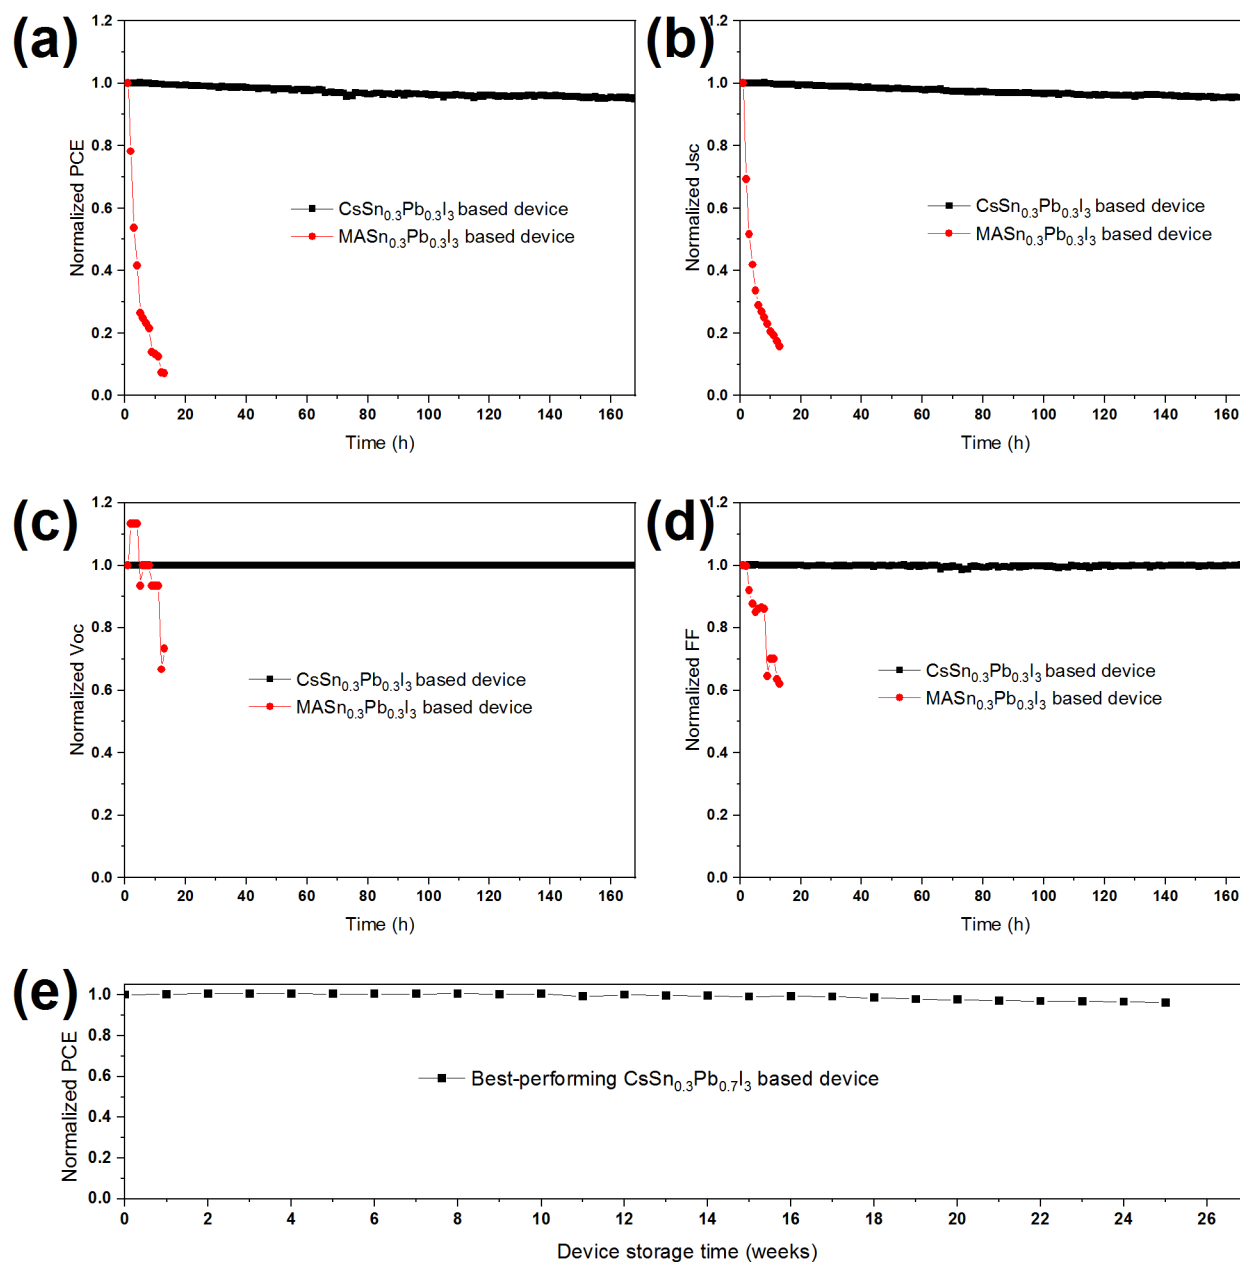 (a)
1.2
1.0
0.8
0.6
0.4
0.2
0.0
Normalized PCE
CsSn0.3Pb0.3I3 based device
MASn0.3Pb0.3I3 based device
0 20 40 60 80 100 120 140 160
Time (h)
(b)
1.2
1.0
0.8
0.6
0.4
0.2
0.0
Normalized Jsc
CsSn0.3Pb0.3I3 based device
MASn0.3Pb0.3I3 based device
0 20 40 60 80 100 120 140 160
Time (h)
(c)
1.2
1.0
0.8
0.6
0.4
0.2
0.0
Normalized Voc
CsSn0.3Pb0.3I3 based device
MASn0.3Pb0.3I3 based device
0 20 40 60 80 100 120 140 160
Time (h)
(d)
1.2
1.0
0.8
0.6
0.4
0.2
0.0
Normalized FF
CsSn0.3Pb0.3I3 based device
MASn0.3Pb0.3I3 based device
0 20 40 60 80 100 120 140 160
Time (h)
(e)
1.0
0.8
0.6
0.4
0.2
0.0
Normalized PCE
Best-performing CsSn0.3Pb0.7I3 based device
0 2 4 6 8 10 12 14 16 18 20 22 24 26
Device storage time (weeks)